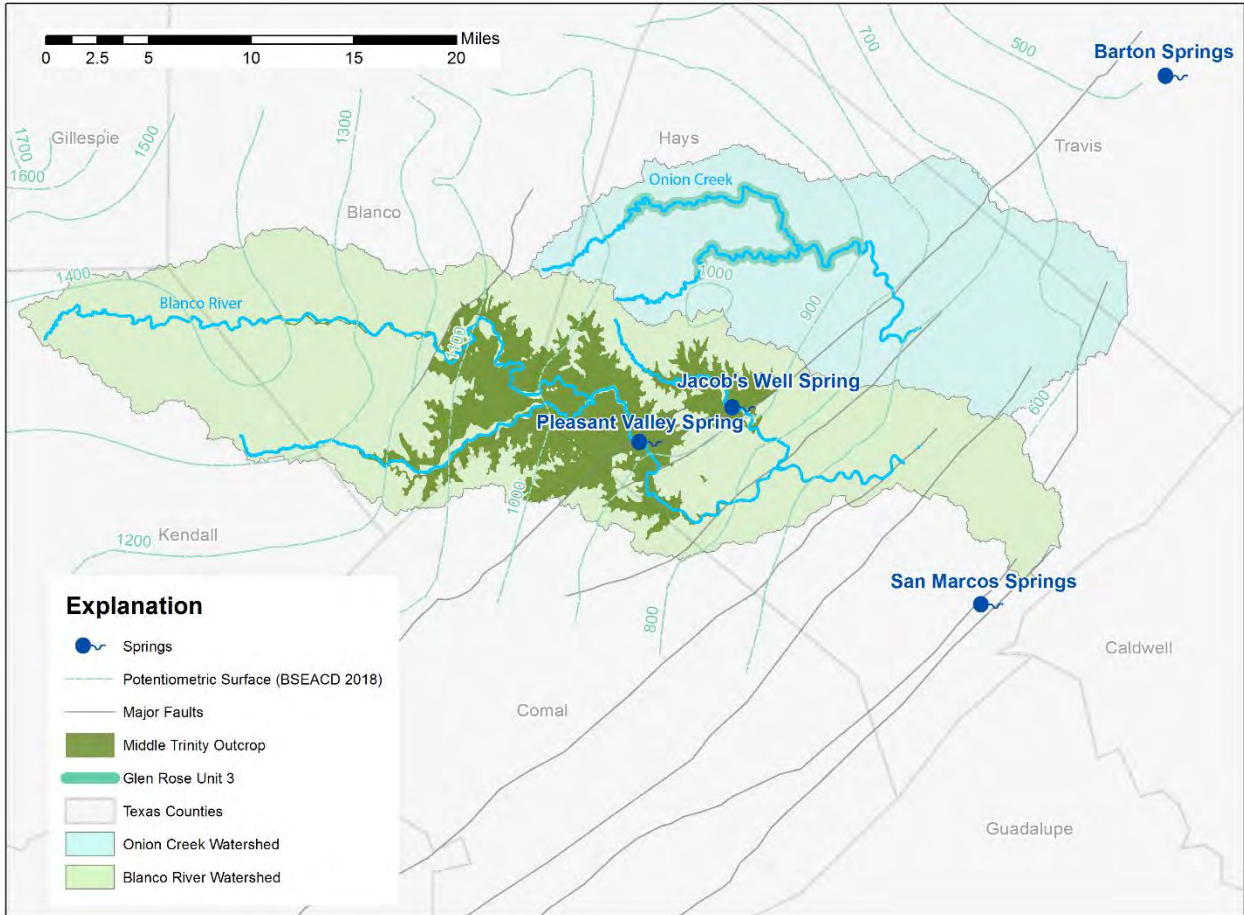 Miles
0 2.5 5 10 15 20
Barton Springs
700
500
1300
1500
1700
Gillespie
Hays
Travis
1600
Onion Creek
Blanco
1400
1000
Blanco River
900
1100
Jacob's Well Spring
600
Pleasant Valley Spring
1000
Kendall
1200
San Marcos Springs
800
Caldwell
Comal
Guadalupe
Explanation
Springs
Potentiometric Surface (BSEACD 2018)
Major Faults
Middle Trinity Outcrop
Glen Rose Unit 3
Texas Counties
Onion Creek Watershed
Blanco River Watershed